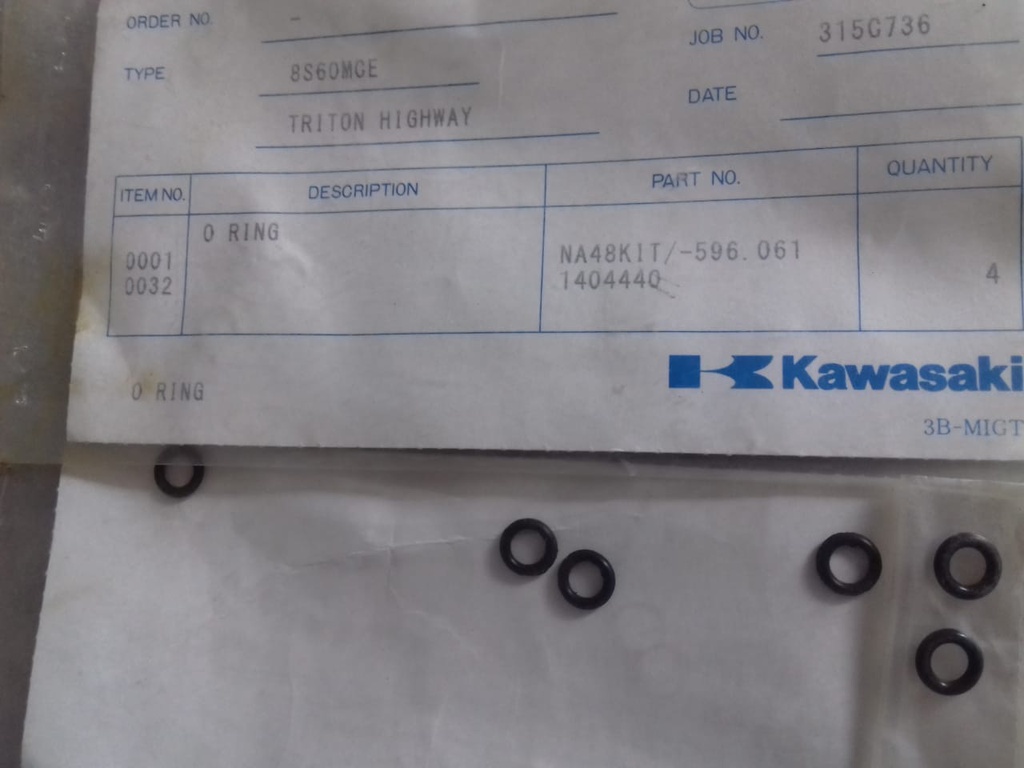 ORDER NO. -
JOB NO. 315G736
TYPE 8S60MCE
TRITON HIGHWAY
DATE
ITEM NO. DESCRIPTION PART NO. QUANTITY
O RING
0001 NA48KIT/-596.061
0032 1404440 4
O RING
Kawasaki
3B-MIGT